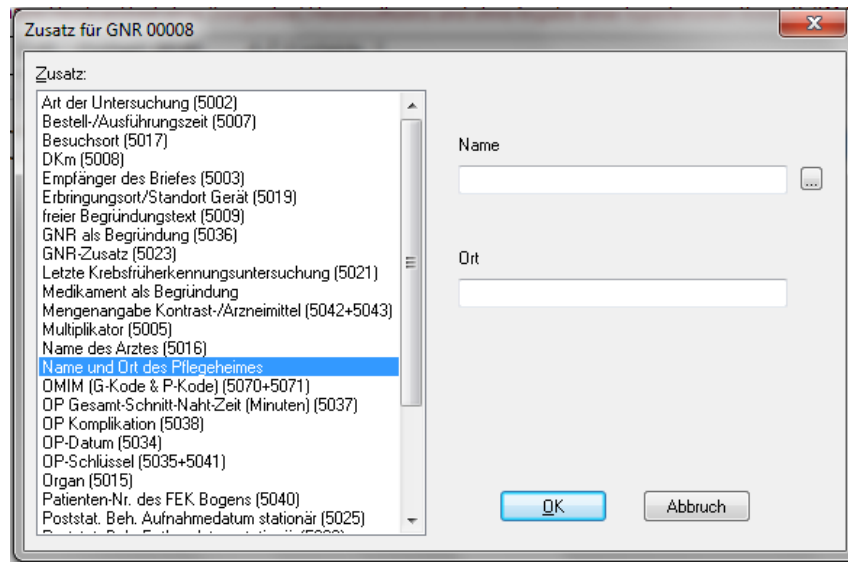 Zusatz für GNR 00008
Zusatz:
Art der Untersuchung (5002)
Bestell-/Ausführungszeit (5007)
Besuchsort (5017)
DKm (5008)
Empfänger des Briefes (5003)
Erbringungsort/Standort Gerät (5019)
freier Begründungstext (5009)
GNR als Begründung (5036)
GNR-Zusatz (5023)
Letzte Krebsfrüherkennungsuntersuchung (5021)
Medikament als Begründung
Mengenangabe Kontrast-/Arzneimittel (5042+5043)
Multiplikator (5005)
Name des Arztes (5016)
Name und Ort des Pflegeheimes
OMIM (G-Kode & P-Kode) (5070+5071)
OP Gesamt-Schnitt-Naht-Zeit (Minuten) (5037)
OP Komplikation (5038)
OP-Datum (5034)
OP-Schlüssel (5035+5041)
Organ (5015)
Patienten-Nr. des FEK Bogens (5040)
Poststat. Beh. Aufnahmedatum stationär (5025)
Name
...
Ort
OK
Abbruch